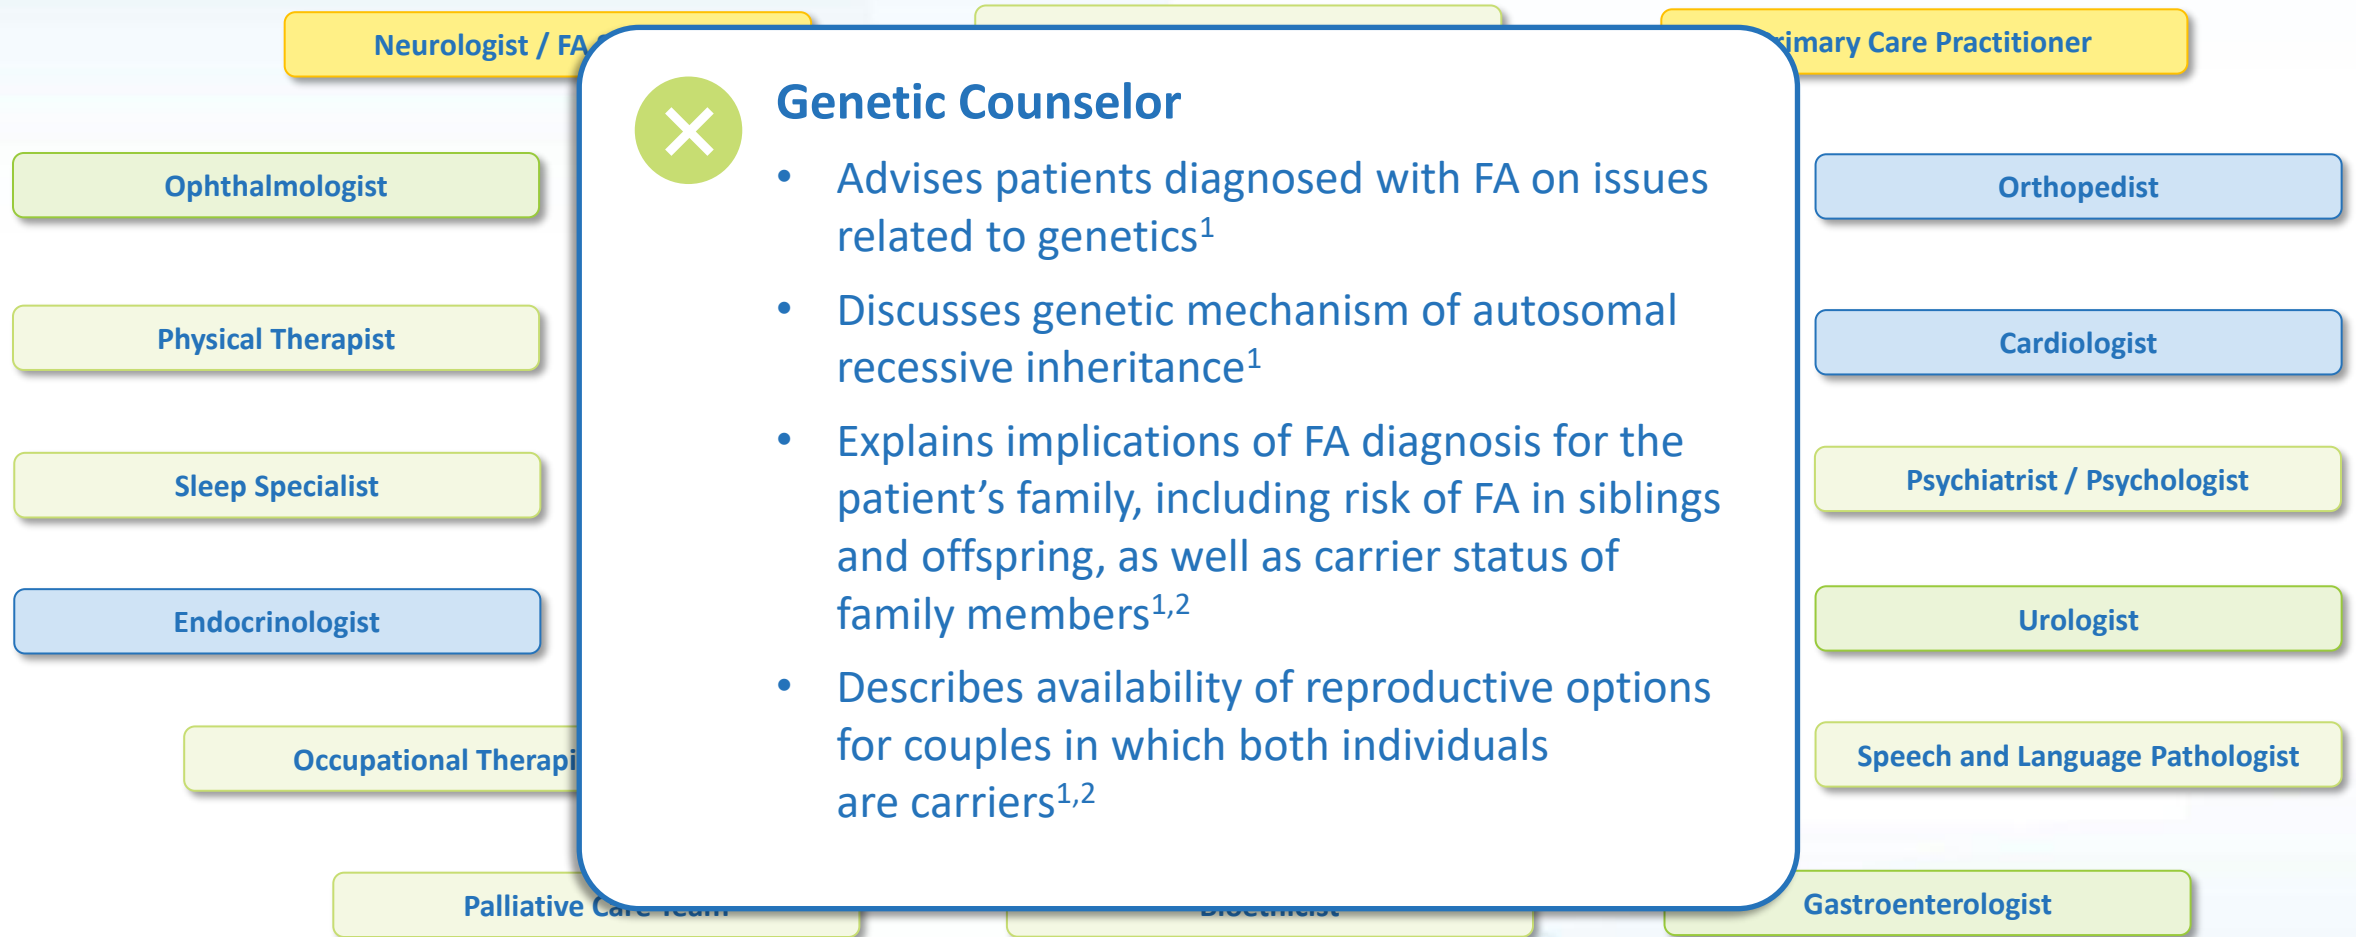 Neurologist / FA
Primary Care Practitioner
Genetic Counselor
• Advises patients diagnosed with FA on issues
related to genetics¹
• Discusses genetic mechanism of autosomal
recessive inheritance¹
• Explains implications of FA diagnosis for the
patient’s family, including risk of FA in siblings
and offspring, as well as carrier status of
family members¹,²
• Describes availability of reproductive options
for couples in which both individuals
are carriers¹,²
Ophthalmologist
Physical Therapist
Sleep Specialist
Endocrinologist
Occupational Therapi
Palliative Care Team
Bioethicist
Orthopedist
Cardiologist
Psychiatrist / Psychologist
Urologist
Speech and Language Pathologist
Gastroenterologist